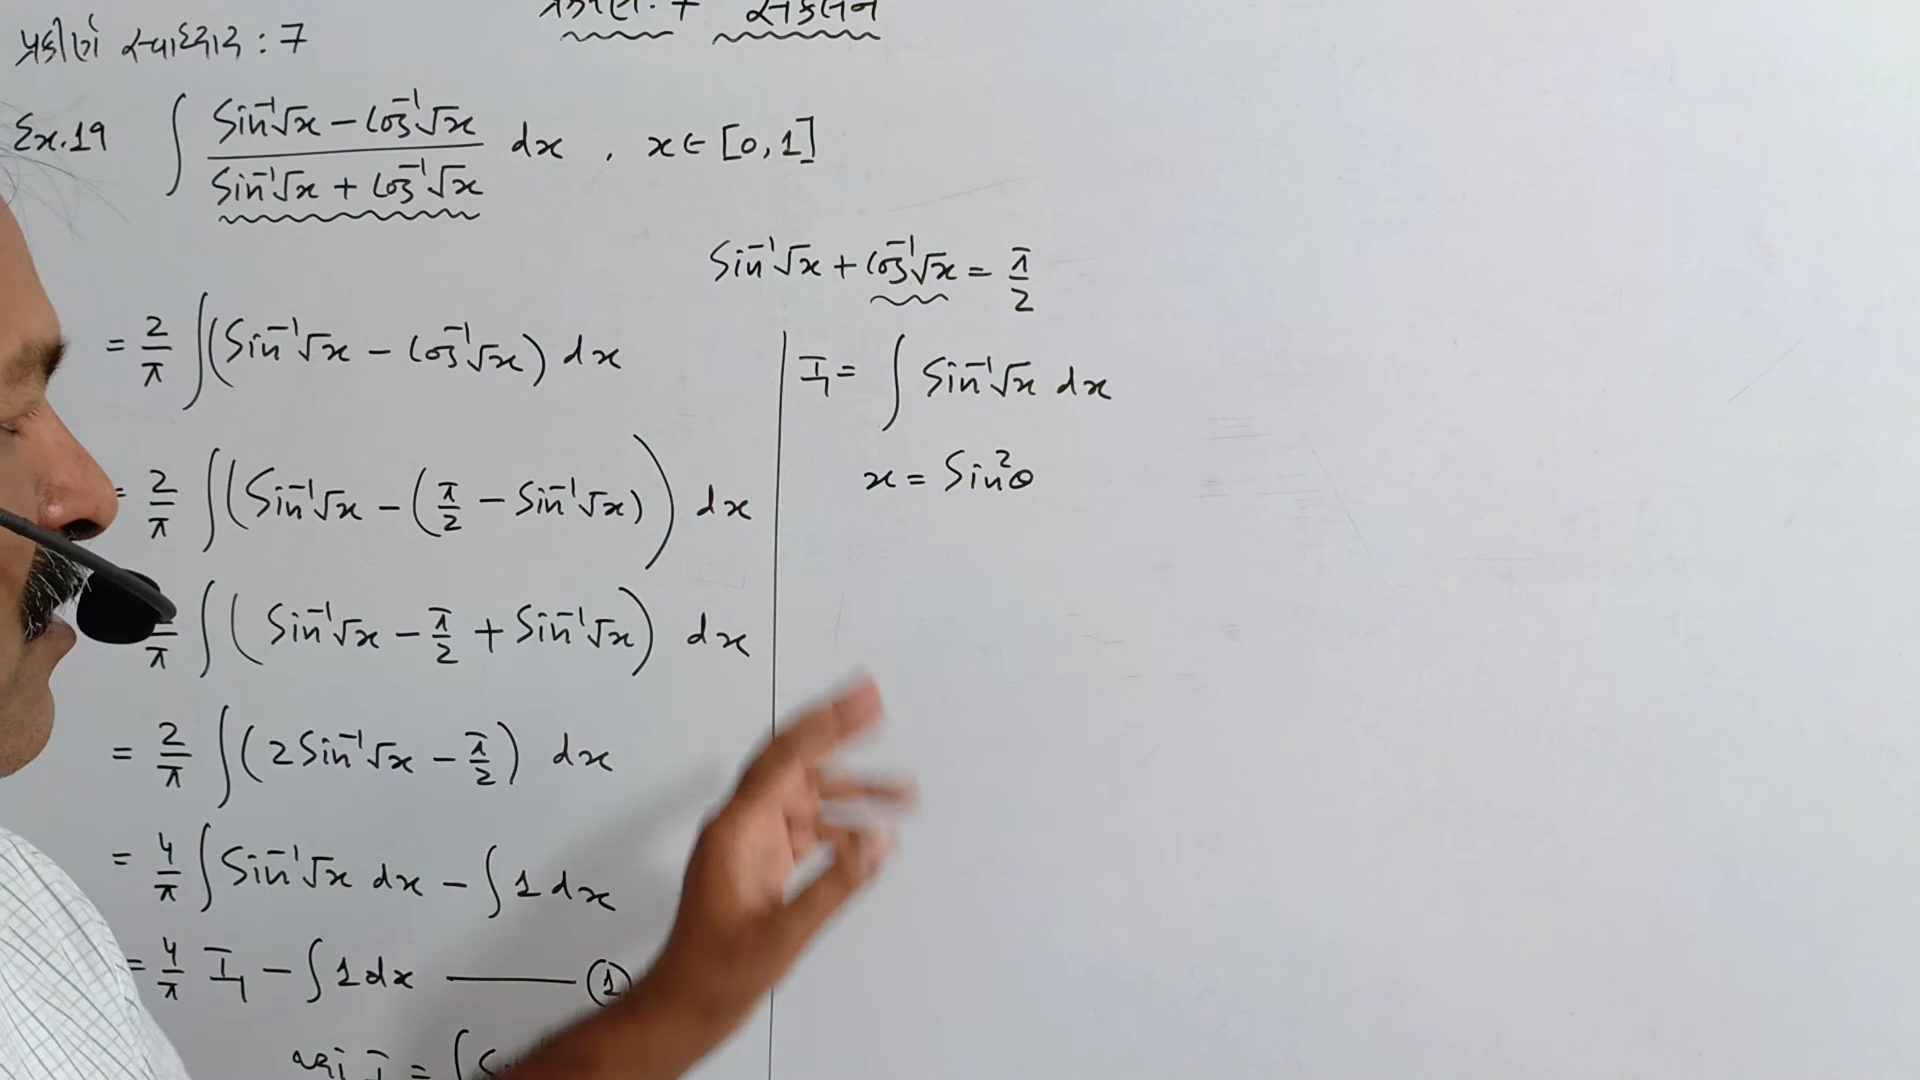 પ્રકીર્ણ સ્વાધ્યાય : 7
સંકલન
Ex.19 ∫ (Sin⁻¹√x − Cos⁻¹√x) / (Sin⁻¹√x + Cos⁻¹√x) dx , x ∈ [0, 1]
Sin⁻¹√x + Cos⁻¹√x = π/2
= 2/π ∫(Sin⁻¹√x − Cos⁻¹√x) dx
= 2/π ∫(Sin⁻¹√x − (π/2 − Sin⁻¹√x)) dx
∫(Sin⁻¹√x − π/2 + Sin⁻¹√x) dx
= 2/π ∫(2Sin⁻¹√x − π/2) dx
= 4/π ∫Sin⁻¹√x dx − ∫1 dx
= 4/π I₁ − ∫1 dx ——— ①
I₁ = ∫ Sin⁻¹√x dx
x = Sin²θ